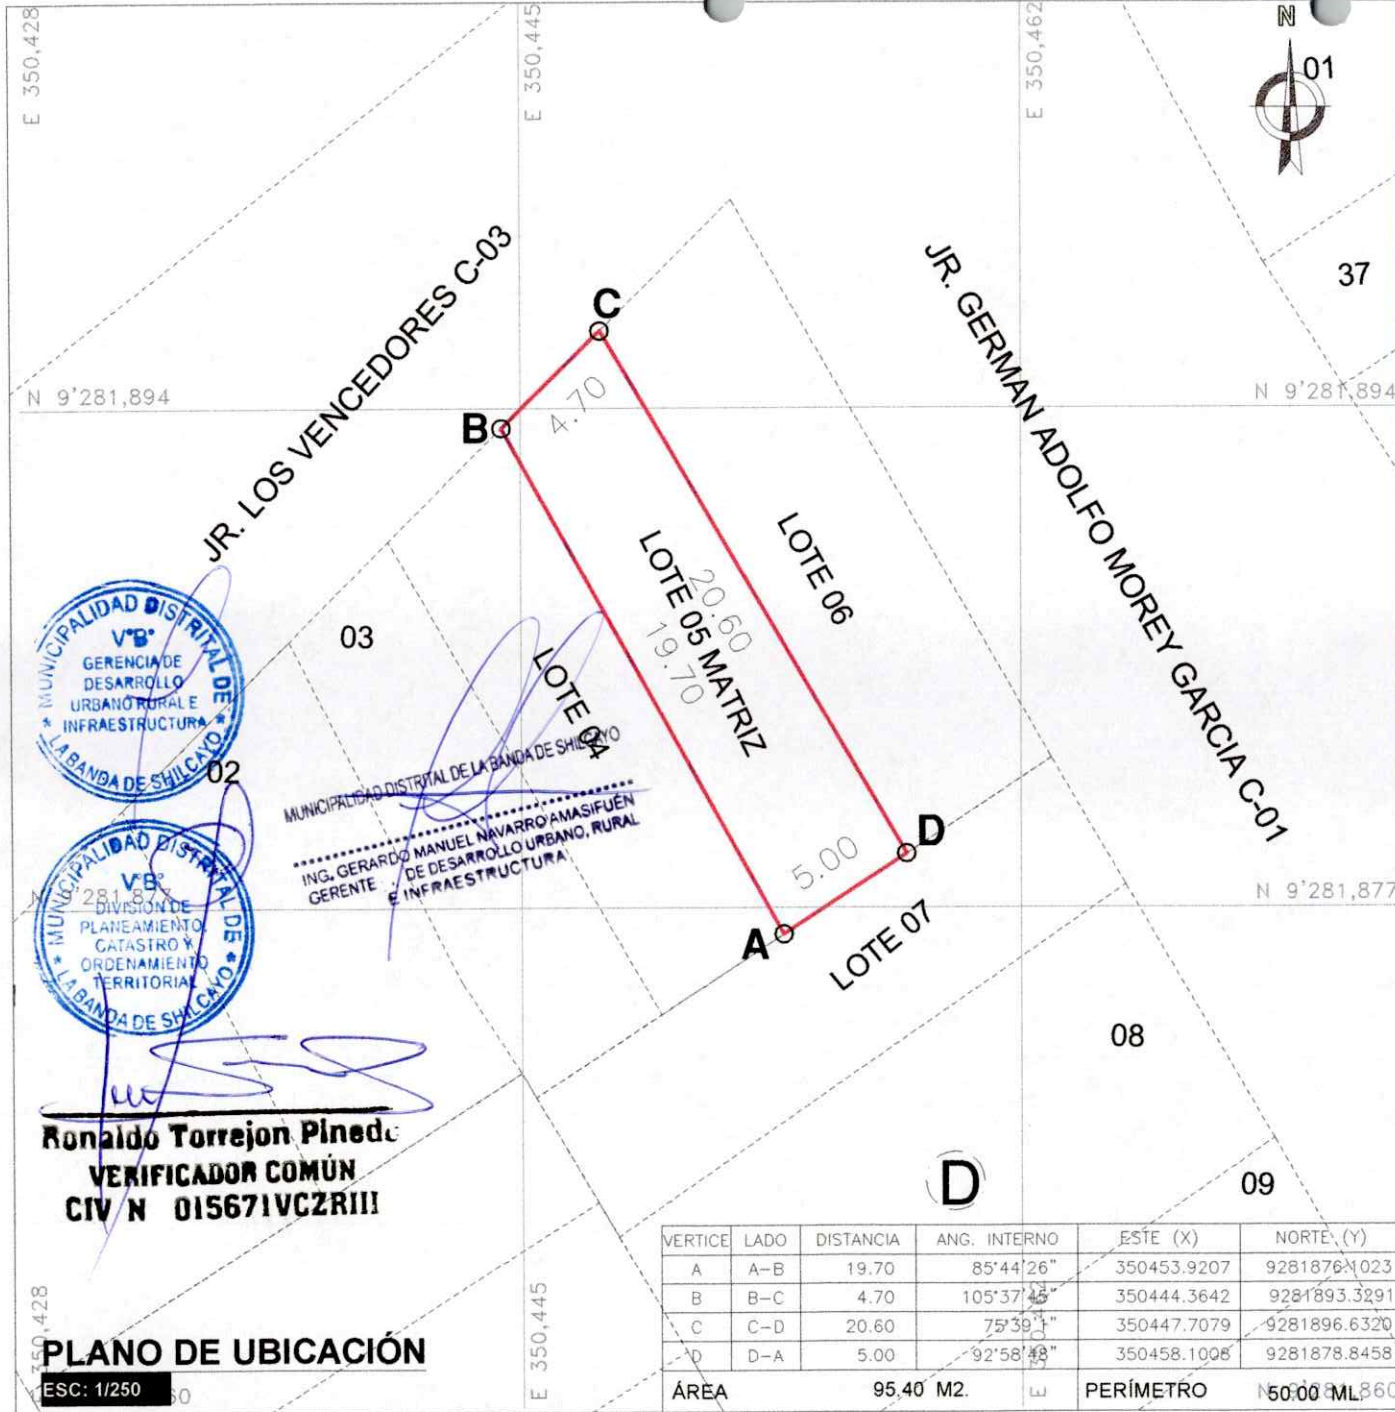 E 350,428
E 350,445
E 350,462
N
01
37
JR. LOS VENCEDORES C-03
JR. GERMAN ADOLFO MOREY GARCIA C-01
C
N 9'281,894
N 9'281,894
B
4.70
LOTE 06
LOTE 05 MATRIZ
20.60
19.70
03
LOTE 04
02
MUNICIPALIDAD DISTRITAL DE
V°B°
GERENCIA DE
DESARROLLO
URBANO RURAL E
INFRAESTRUCTURA
LA BANDA DE SHILCAYO
MUNICIPALIDAD DISTRITAL DE LA BANDA DE SHILCAYO
ING. GERARDO MANUEL NAVARRO AMASIFUÉN
GERENTE DE DESARROLLO URBANO, RURAL
E INFRAESTRUCTURA
D
5.00
A
LOTE 07
N 9'281,877
N 9'281,877
MUNICIPALIDAD DISTRITAL DE
V°B°
DIVISIÓN DE
PLANEAMIENTO,
CATASTRO Y
ORDENAMIENTO
TERRITORIAL
LA BANDA DE SHILCAYO
08
D
09
Ronaldo Torrejon Pinedo
VERIFICADOR COMÚN
CIV N 015671VCZRIII
VERTICE LADO DISTANCIA ANG. INTERNO ESTE (X) NORTE (Y)
A A-B 19.70 85°44'26" 350453.9207 9281876.1023
B B-C 4.70 105°37'45" 350444.3642 9281893.3291
C C-D 20.60 75°39'1" 350447.7079 9281896.6320
D D-A 5.00 92°58'48" 350458.1008 9281878.8458
ÁREA 95.40 M2. PERÍMETRO 50.00 ML.
E 350,428
E 350,445
PLANO DE UBICACIÓN
ESC: 1/250